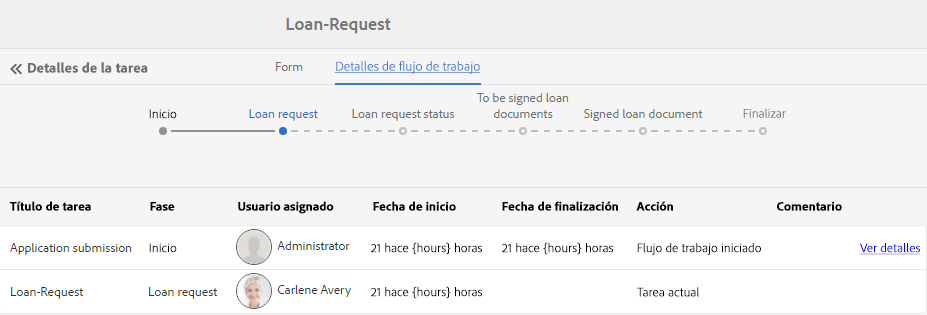 Loan-Request
Detalles de la tarea
Form
Detalles de flujo de trabajo
Inicio
Loan request
Loan request status
To be signed loan
documents
Signed loan document
Finalizar
Título de tarea Fase Usuario asignado Fecha de inicio Fecha de finalización Acción Comentario
Application submission Inicio Administrator 21 hace {hours} horas 21 hace {hours} horas Flujo de trabajo iniciado Ver detalles
Loan-Request Loan request Carlene Avery 21 hace {hours} horas Tarea actual